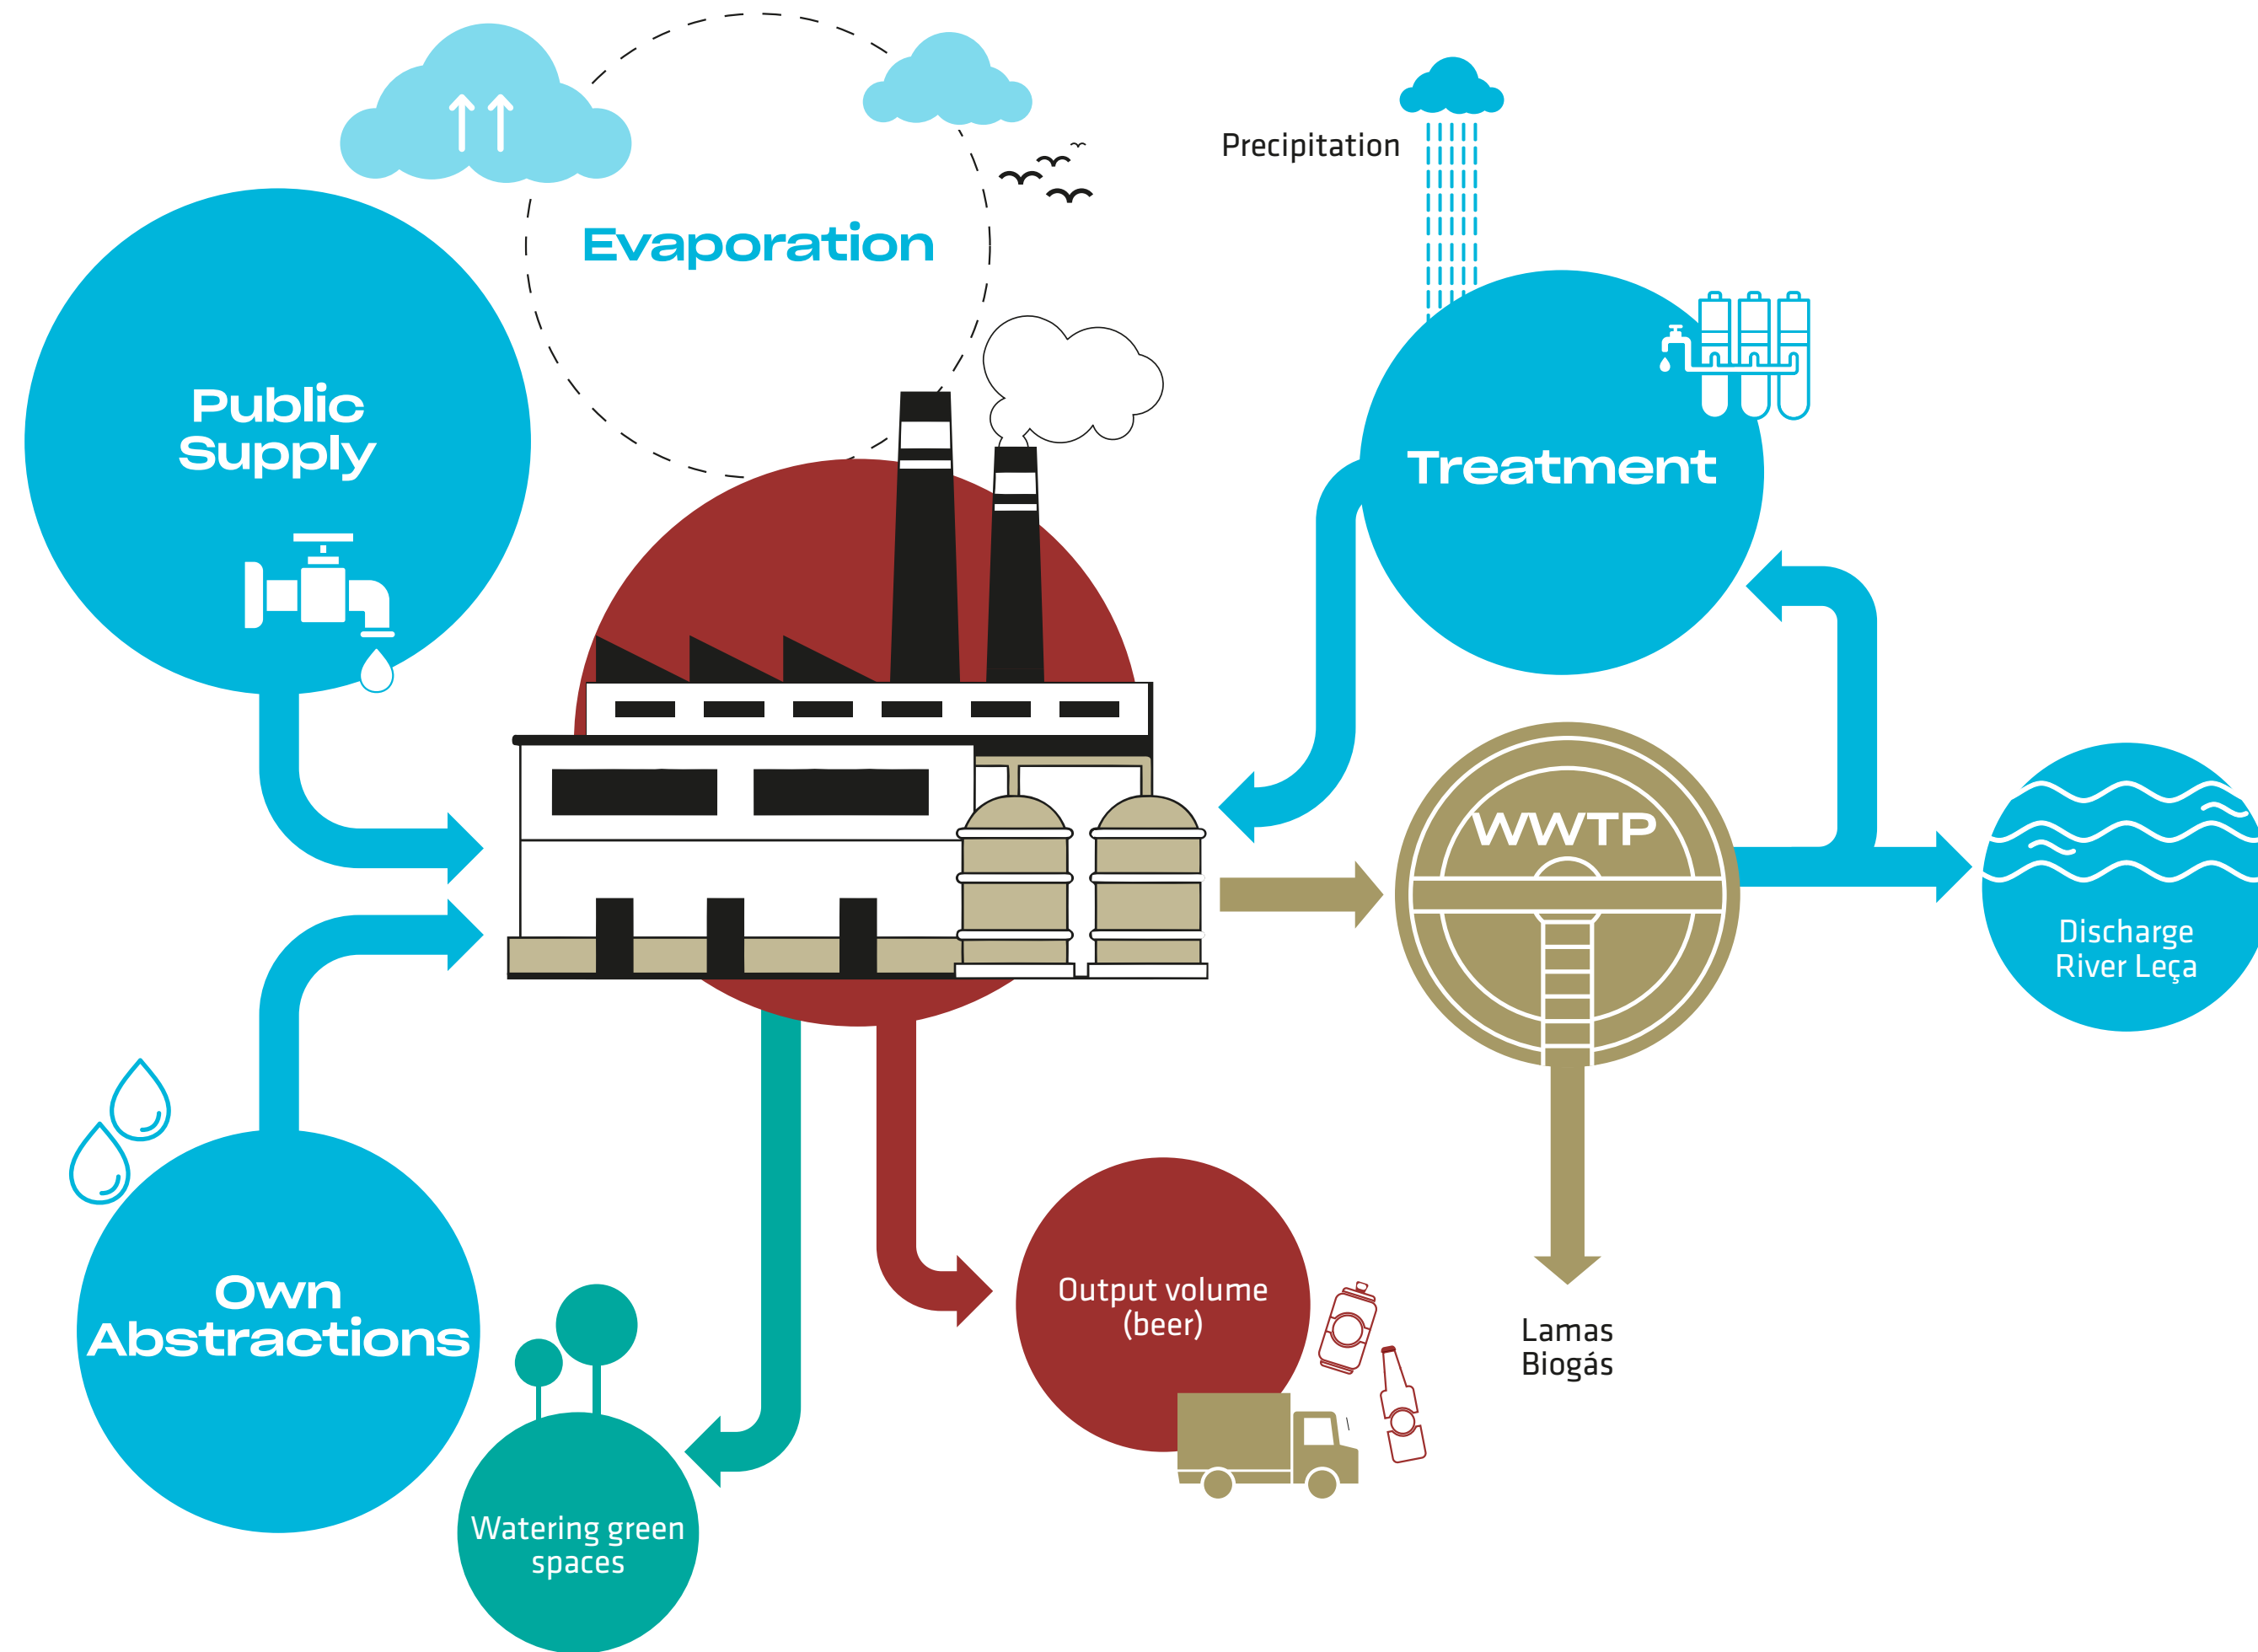 Precipitation
Evaporation
Public
Supply
Treatment
WWTP
Discharge
River Leça
Own
Abstractions
Output volume
(beer)
Lamas
Biogás
Watering green
spaces